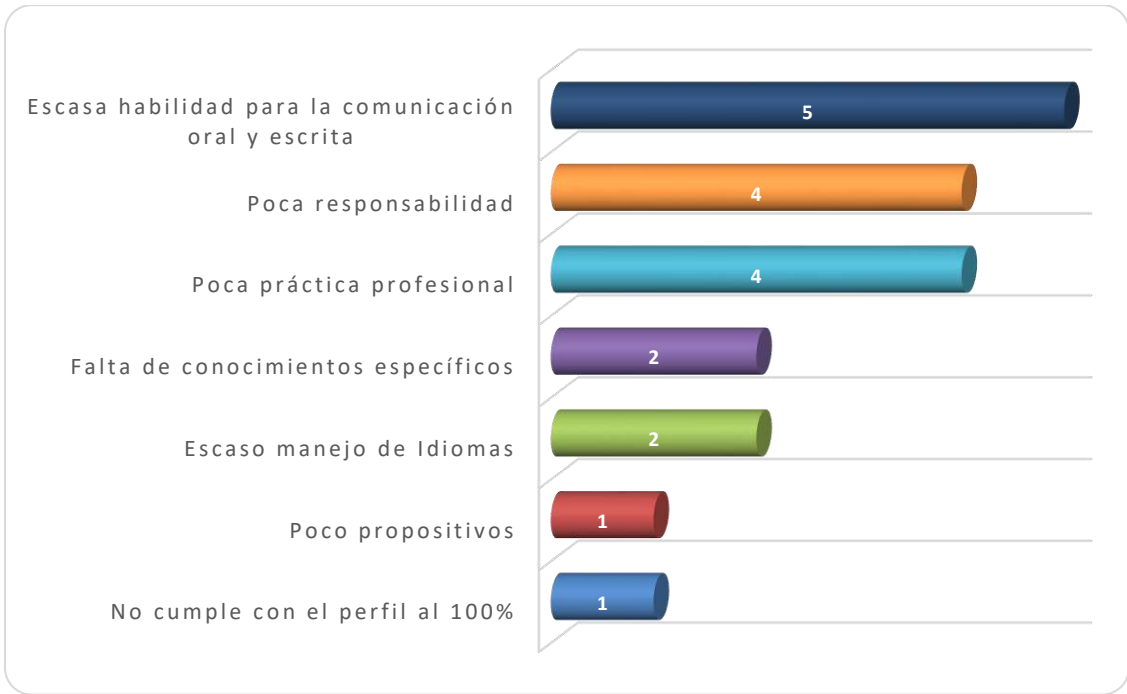 Escasa habilidad para la comunicación
oral y escrita
5
Poca responsabilidad
4
Poca práctica profesional
4
Falta de conocimientos específicos
2
Escaso manejo de Idiomas
2
Poco propositivos
1
No cumple con el perfil al 100%
1